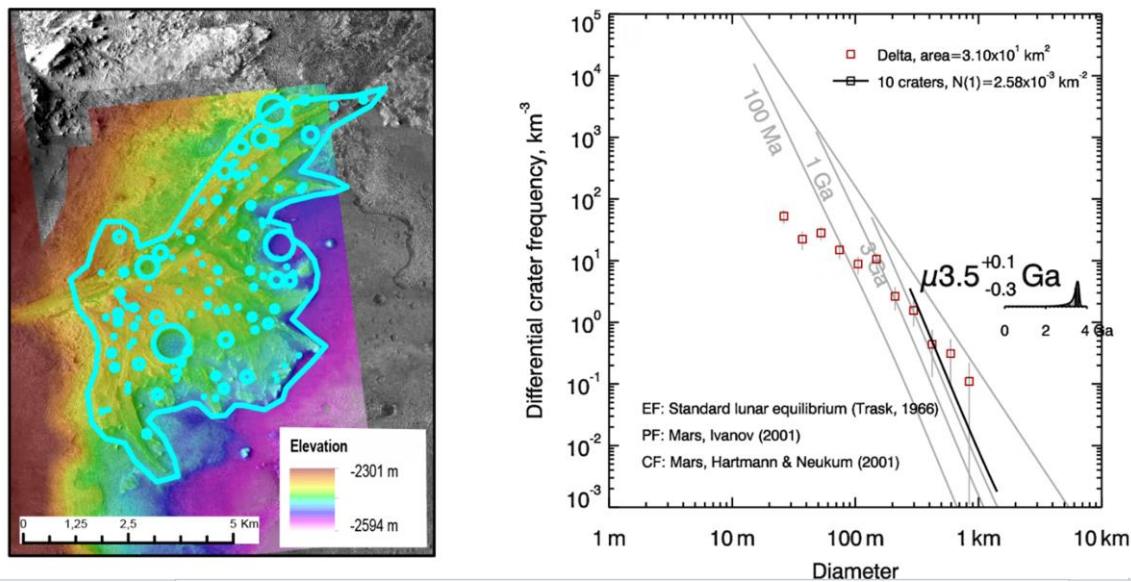 Elevation
-2301 m
-2594 m
0 1,25 2,5 5 Km
Differential crater frequency, km⁻³
10⁵
10⁴
10³
10²
10¹
10⁰
10⁻¹
10⁻²
10⁻³
Delta, area=3.10x10¹ km²
10 craters, N(1)=2.58x10⁻³ km⁻²
100 Ma
1 Ga
3 Ga
μ3.5 +0.1 -0.3 Ga
0 2 4 Ga
EF: Standard lunar equilibrium (Trask, 1966)
PF: Mars, Ivanov (2001)
CF: Mars, Hartmann & Neukum (2001)
1 m 10 m 100 m 1 km 10 km
Diameter